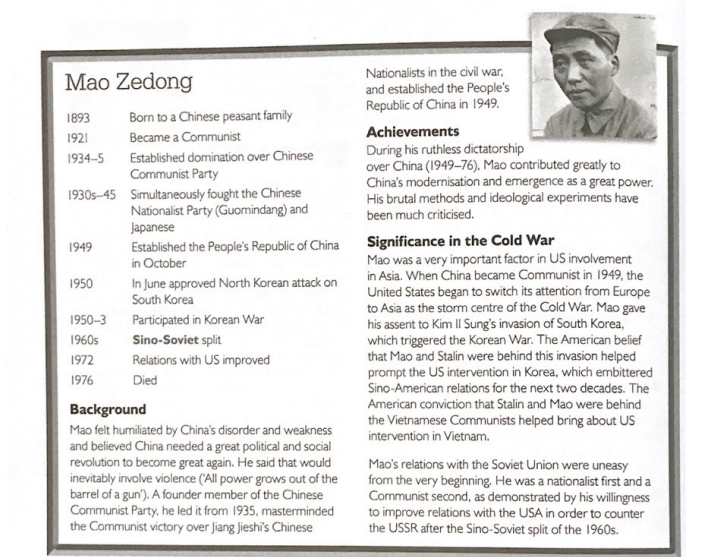 Mao Zedong
1893 Born to a Chinese peasant family
1921 Became a Communist
1934–5 Established domination over Chinese
Communist Party
1930s–45 Simultaneously fought the Chinese
Nationalist Party (Guomindang) and
Japanese
1949 Established the People's Republic of China
in October
1950 In June approved North Korean attack on
South Korea
1950–3 Participated in Korean War
1960s Sino-Soviet split
1972 Relations with US improved
1976 Died
Background
Mao felt humiliated by China's disorder and weakness
and believed China needed a great political and social
revolution to become great again. He said that would
inevitably involve violence ('All power grows out of the
barrel of a gun'). A founder member of the Chinese
Communist Party, he led it from 1935, masterminded
the Communist victory over Jiang Jieshi's Chinese
Nationalists in the civil war,
and established the People's
Republic of China in 1949.
Achievements
During his ruthless dictatorship
over China (1949–76), Mao contributed greatly to
China's modernisation and emergence as a great power.
His brutal methods and ideological experiments have
been much criticised.
Significance in the Cold War
Mao was a very important factor in US involvement
in Asia. When China became Communist in 1949, the
United States began to switch its attention from Europe
to Asia as the storm centre of the Cold War. Mao gave
his assent to Kim Il Sung's invasion of South Korea,
which triggered the Korean War. The American belief
that Mao and Stalin were behind this invasion helped
prompt the US intervention in Korea, which embittered
Sino-American relations for the next two decades. The
American conviction that Stalin and Mao were behind
the Vietnamese Communists helped bring about US
intervention in Vietnam.
Mao's relations with the Soviet Union were uneasy
from the very beginning. He was a nationalist first and a
Communist second, as demonstrated by his willingness
to improve relations with the USA in order to counter
the USSR after the Sino-Soviet split of the 1960s.